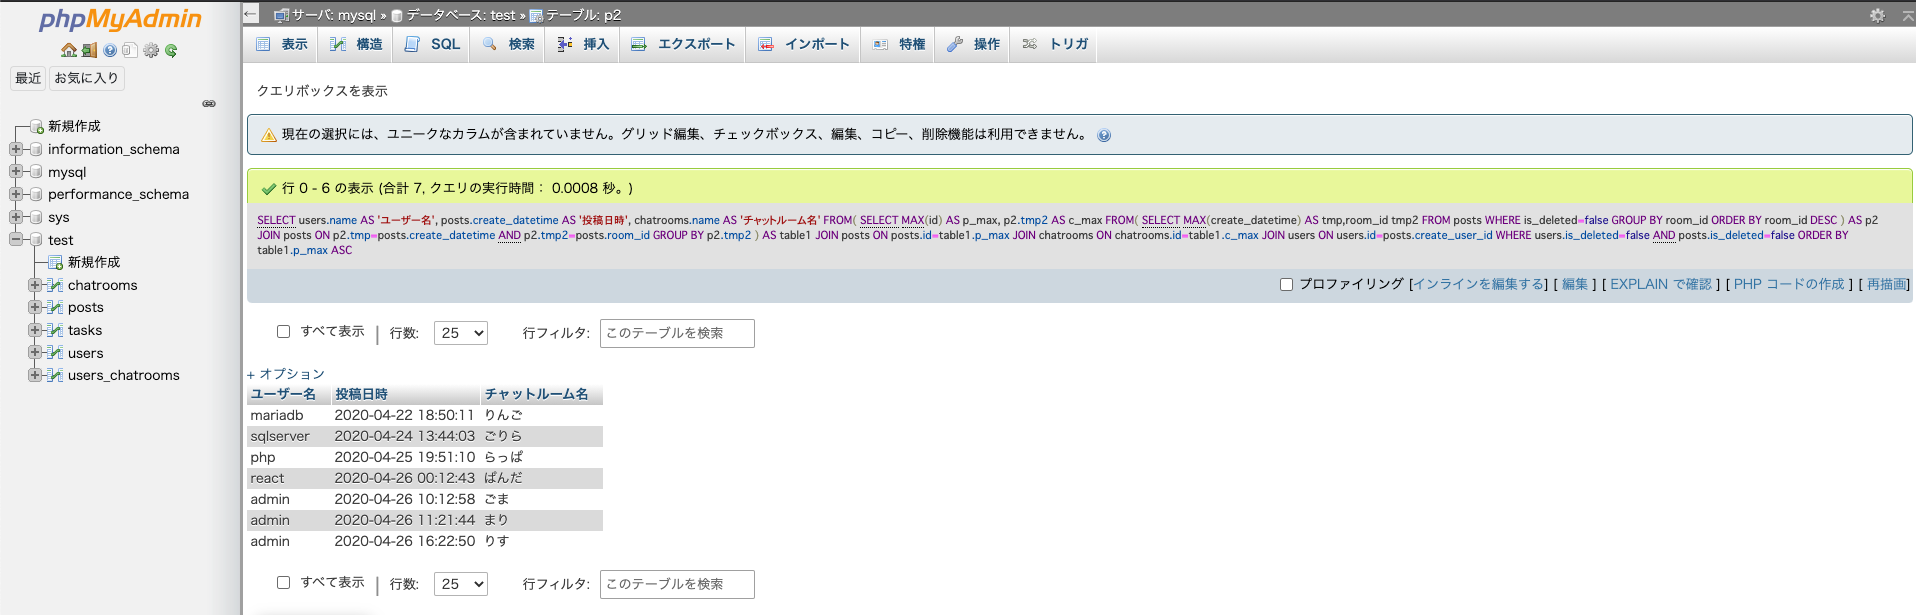 phpMyAdmin
最近 お気に入り
新規作成
information_schema
mysql
performance_schema
sys
test
新規作成
chatrooms
posts
tasks
users
users_chatrooms
サーバ: mysql » データベース: test » テーブル: p2
表示 構造 SQL 検索 挿入 エクスポート インポート 特権 操作 トリガ
クエリボックスを表示
現在の選択には、ユニークなカラムが含まれていません。グリッド編集、チェックボックス、編集、コピー、削除機能は利用できません。
行 0 - 6 の表示 (合計 7, クエリの実行時間： 0.0008 秒。)
SELECT users.name AS 'ユーザー名', posts.create_datetime AS '投稿日時', chatrooms.name AS 'チャットルーム名' FROM( SELECT MAX(id) AS p_max, p2.tmp2 AS c_max FROM( SELECT MAX(create_datetime) AS tmp,room_id tmp2 FROM posts WHERE is_deleted=false GROUP BY room_id ORDER BY room_id DESC ) AS p2
JOIN posts ON p2.tmp=posts.create_datetime AND p2.tmp2=posts.room_id GROUP BY p2.tmp2 ) AS table1 JOIN posts ON posts.id=table1.p_max JOIN chatrooms ON chatrooms.id=table1.c_max JOIN users ON users.id=posts.create_user_id WHERE users.is_deleted=false AND posts.is_deleted=false ORDER BY
table1.p_max ASC
プロファイリング [インラインを編集する] [ 編集 ] [ EXPLAIN で確認 ] [ PHP コードの作成 ] [ 再描画]
すべて表示 | 行数: 25 行フィルタ: このテーブルを検索
+ オプション
ユーザー名 投稿日時 チャットルーム名
mariadb 2020-04-22 18:50:11 りんご
sqlserver 2020-04-24 13:44:03 ごりら
php 2020-04-25 19:51:10 らっぱ
react 2020-04-26 00:12:43 ぱんだ
admin 2020-04-26 10:12:58 ごま
admin 2020-04-26 11:21:44 まり
admin 2020-04-26 16:22:50 りす
すべて表示 | 行数: 25 行フィルタ: このテーブルを検索